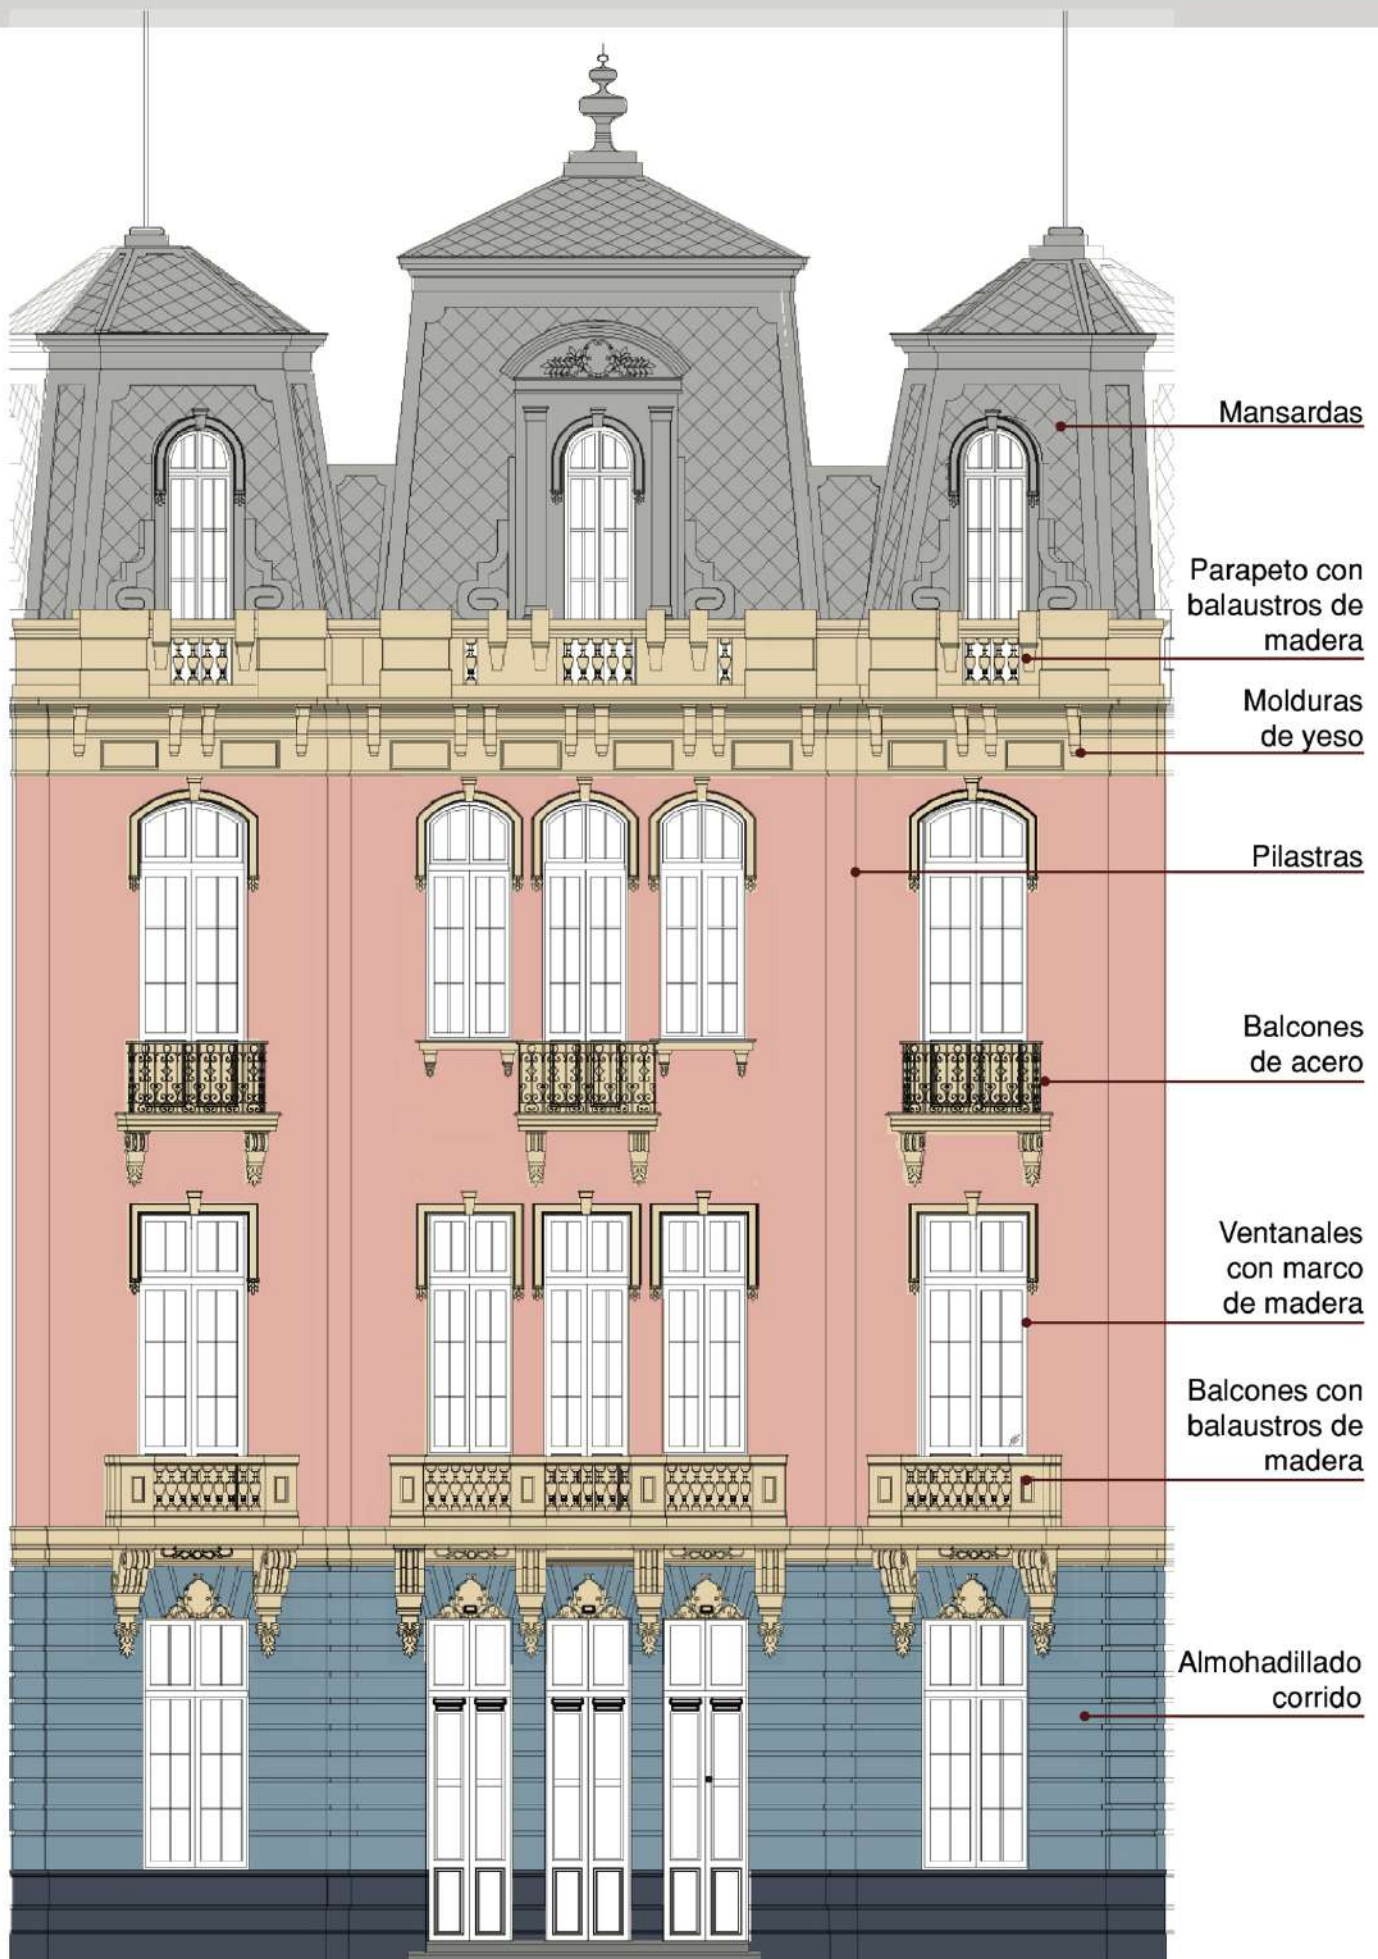 Mansardas
Parapeto con
balaustros de
madera
Molduras
de yeso
Pilastras
Balcones
de acero
Ventanales
con marco
de madera
Balcones con
balaustros de
madera
Almohadillado
corrido